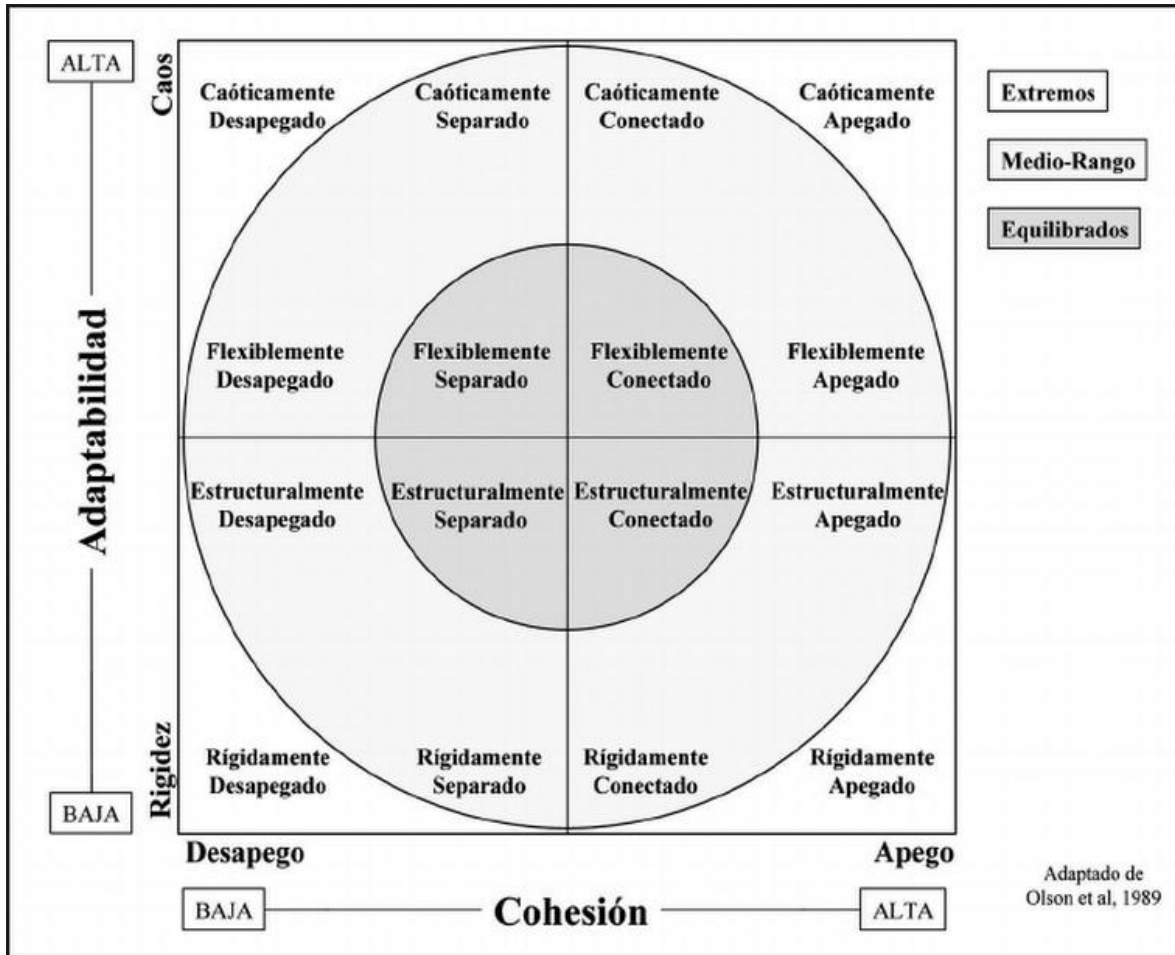 ALTA
Caos
Caóticamente
Desapegado
Caóticamente
Separado
Caóticamente
Conectado
Caóticamente
Apegado
Extremos
Medio-Rango
Equilibrados
Adaptabilidad
Flexiblemente
Desapegado
Flexiblemente
Separado
Flexiblemente
Conectado
Flexiblemente
Apegado
Estructuralmente
Desapegado
Estructuralmente
Separado
Estructuralmente
Conectado
Estructuralmente
Apegado
Rígidamente
Desapegado
Rígidamente
Separado
Rígidamente
Conectado
Rígidamente
Apegado
Rigidez
BAJA
Desapego
Apego
BAJA
Cohesión
ALTA
Adaptado de
Olson et al, 1989